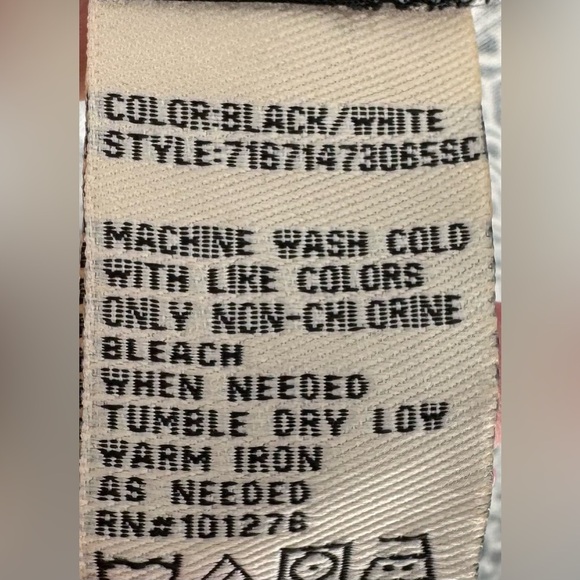 COLOR:BLACK/WHITE
STYLE:71671473065SC
MACHINE WASH COLD
WITH LIKE COLORS
ONLY NON-CHLORINE
BLEACH
WHEN NEEDED
TUMBLE DRY LOW
WARM IRON
AS NEEDED
RN#101276